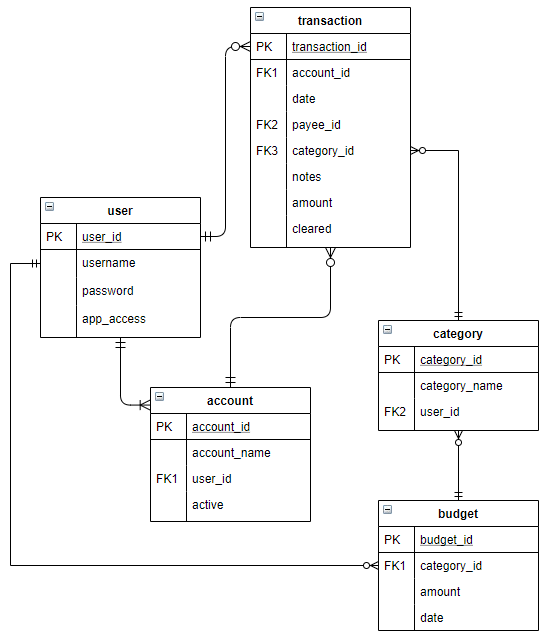 transaction
PK transaction_id
FK1 account_id
date
FK2 payee_id
FK3 category_id
notes
amount
cleared
user
PK user_id
username
password
app_access
category
PK category_id
category_name
FK2 user_id
account
PK account_id
account_name
FK1 user_id
active
budget
PK budget_id
FK1 category_id
amount
date